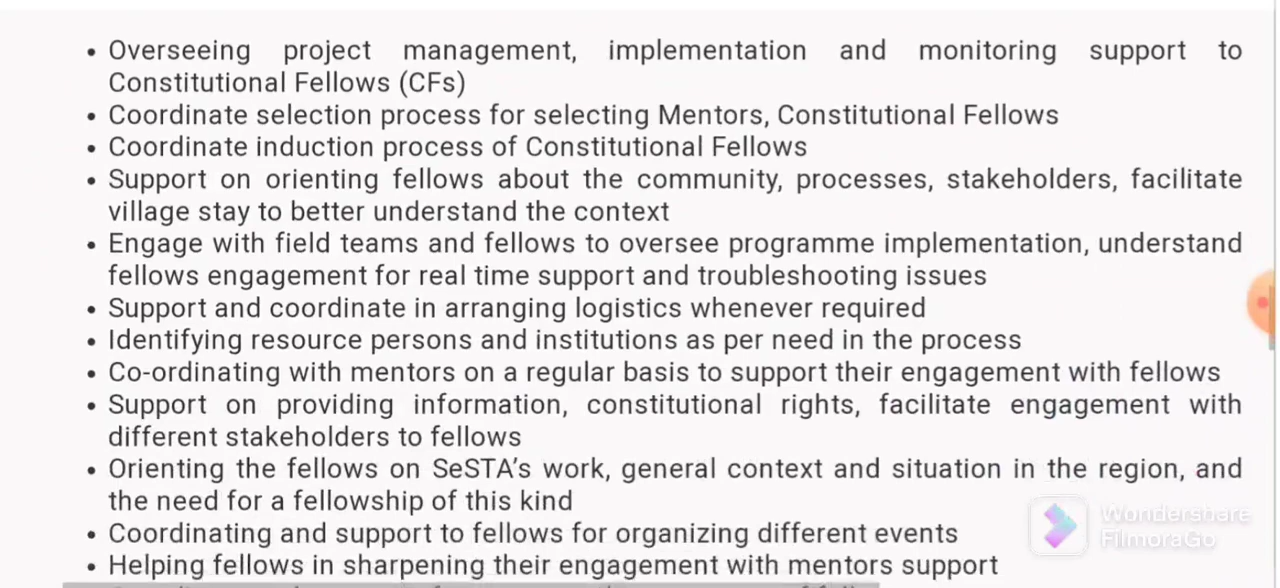 • Overseeing project management, implementation and monitoring support to
Constitutional Fellows (CFs)
• Coordinate selection process for selecting Mentors, Constitutional Fellows
• Coordinate induction process of Constitutional Fellows
• Support on orienting fellows about the community, processes, stakeholders, facilitate
village stay to better understand the context
• Engage with field teams and fellows to oversee programme implementation, understand
fellows engagement for real time support and troubleshooting issues
• Support and coordinate in arranging logistics whenever required
• Identifying resource persons and institutions as per need in the process
• Co-ordinating with mentors on a regular basis to support their engagement with fellows
• Support on providing information, constitutional rights, facilitate engagement with
different stakeholders to fellows
• Orienting the fellows on SeSTA's work, general context and situation in the region, and
the need for a fellowship of this kind
• Coordinating and support to fellows for organizing different events
• Helping fellows in sharpening their engagement with mentors support
Wondershare
FilmoraGo